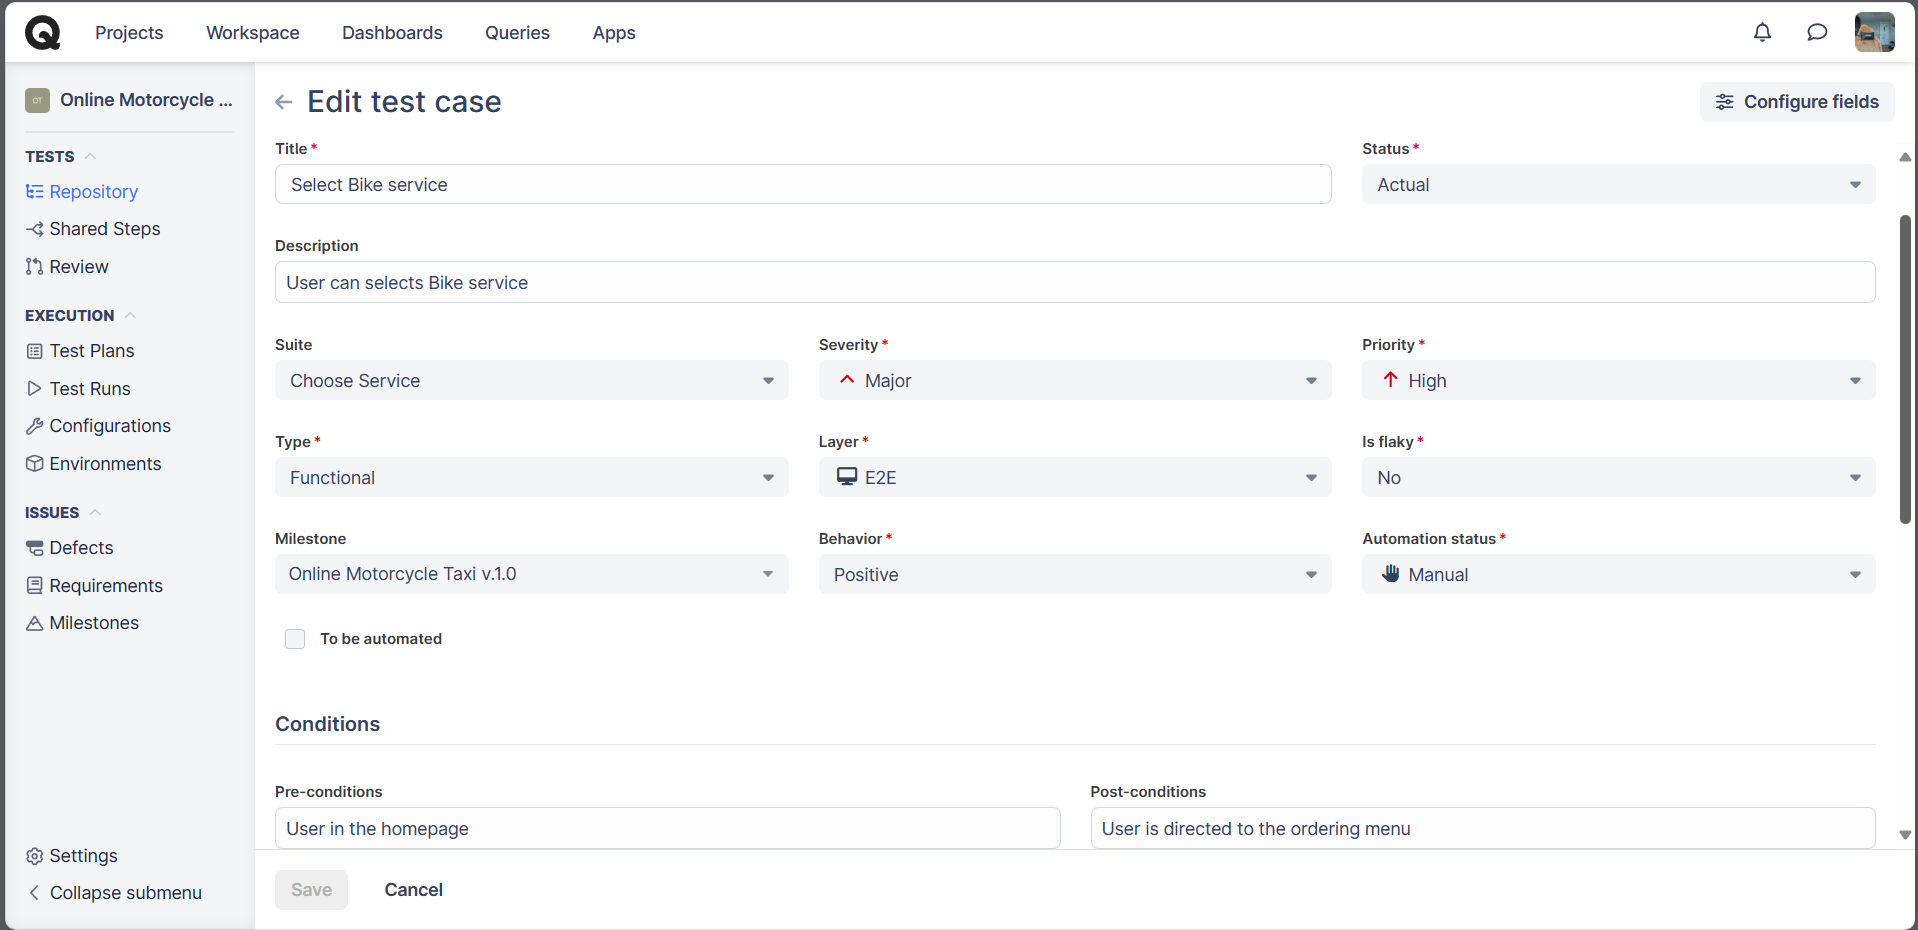 Projects Workspace Dashboards Queries Apps
OT Online Motorcycle ...
TESTS
Repository
Shared Steps
Review
EXECUTION
Test Plans
Test Runs
Configurations
Environments
ISSUES
Defects
Requirements
Milestones
Settings
Collapse submenu
Edit test case
Configure fields
Title * Status *
Select Bike service Actual
Description
User can selects Bike service
Suite Severity * Priority *
Choose Service Major High
Type * Layer * Is flaky *
Functional E2E No
Milestone Behavior * Automation status *
Online Motorcycle Taxi v.1.0 Positive Manual
To be automated
Conditions
Pre-conditions Post-conditions
User in the homepage User is directed to the ordering menu
Save Cancel